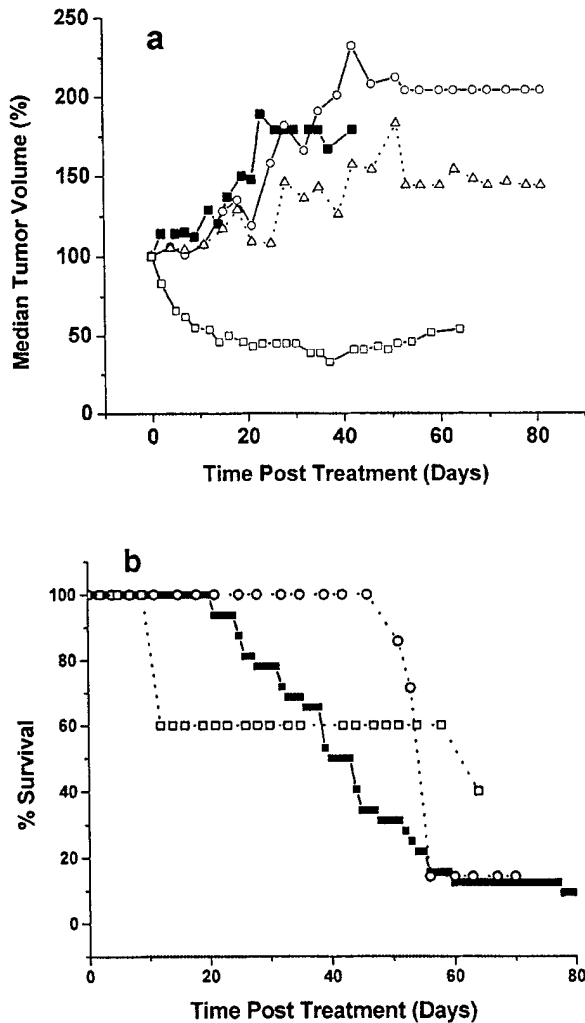 a
250
200
150
100
50
0
Median Tumor Volume (%)
0 20 40 60 80
Time Post Treatment (Days)
b
100
80
60
40
20
0
% Survival
0 20 40 60 80
Time Post Treatment (Days)